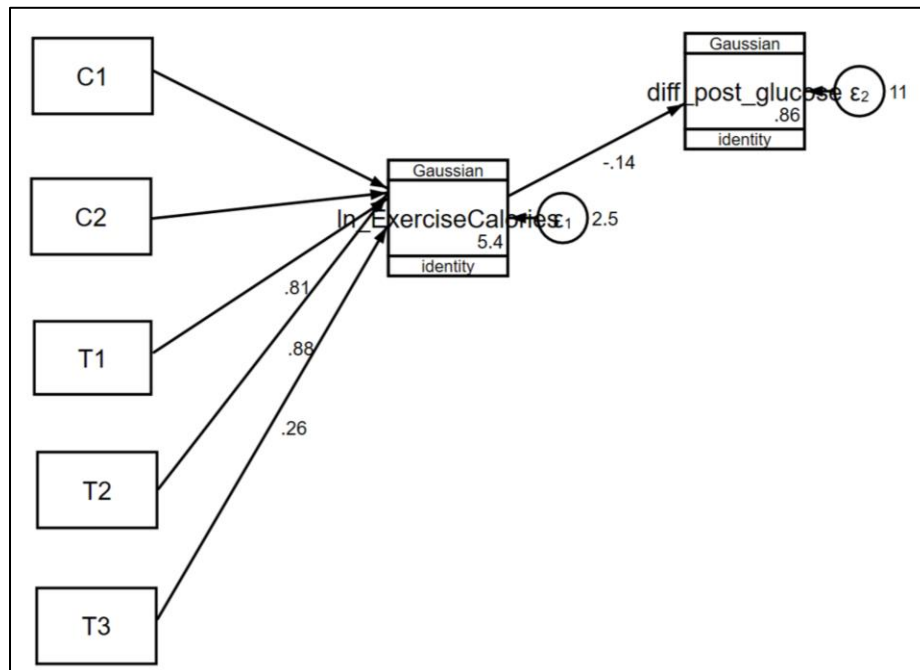 C1
C2
T1
T2
T3
.81
.88
.26
Gaussian
ln_ExerciseCalories
5.4
identity
ε1
2.5
-.14
Gaussian
diff_post_glucose
.86
identity
ε2
11